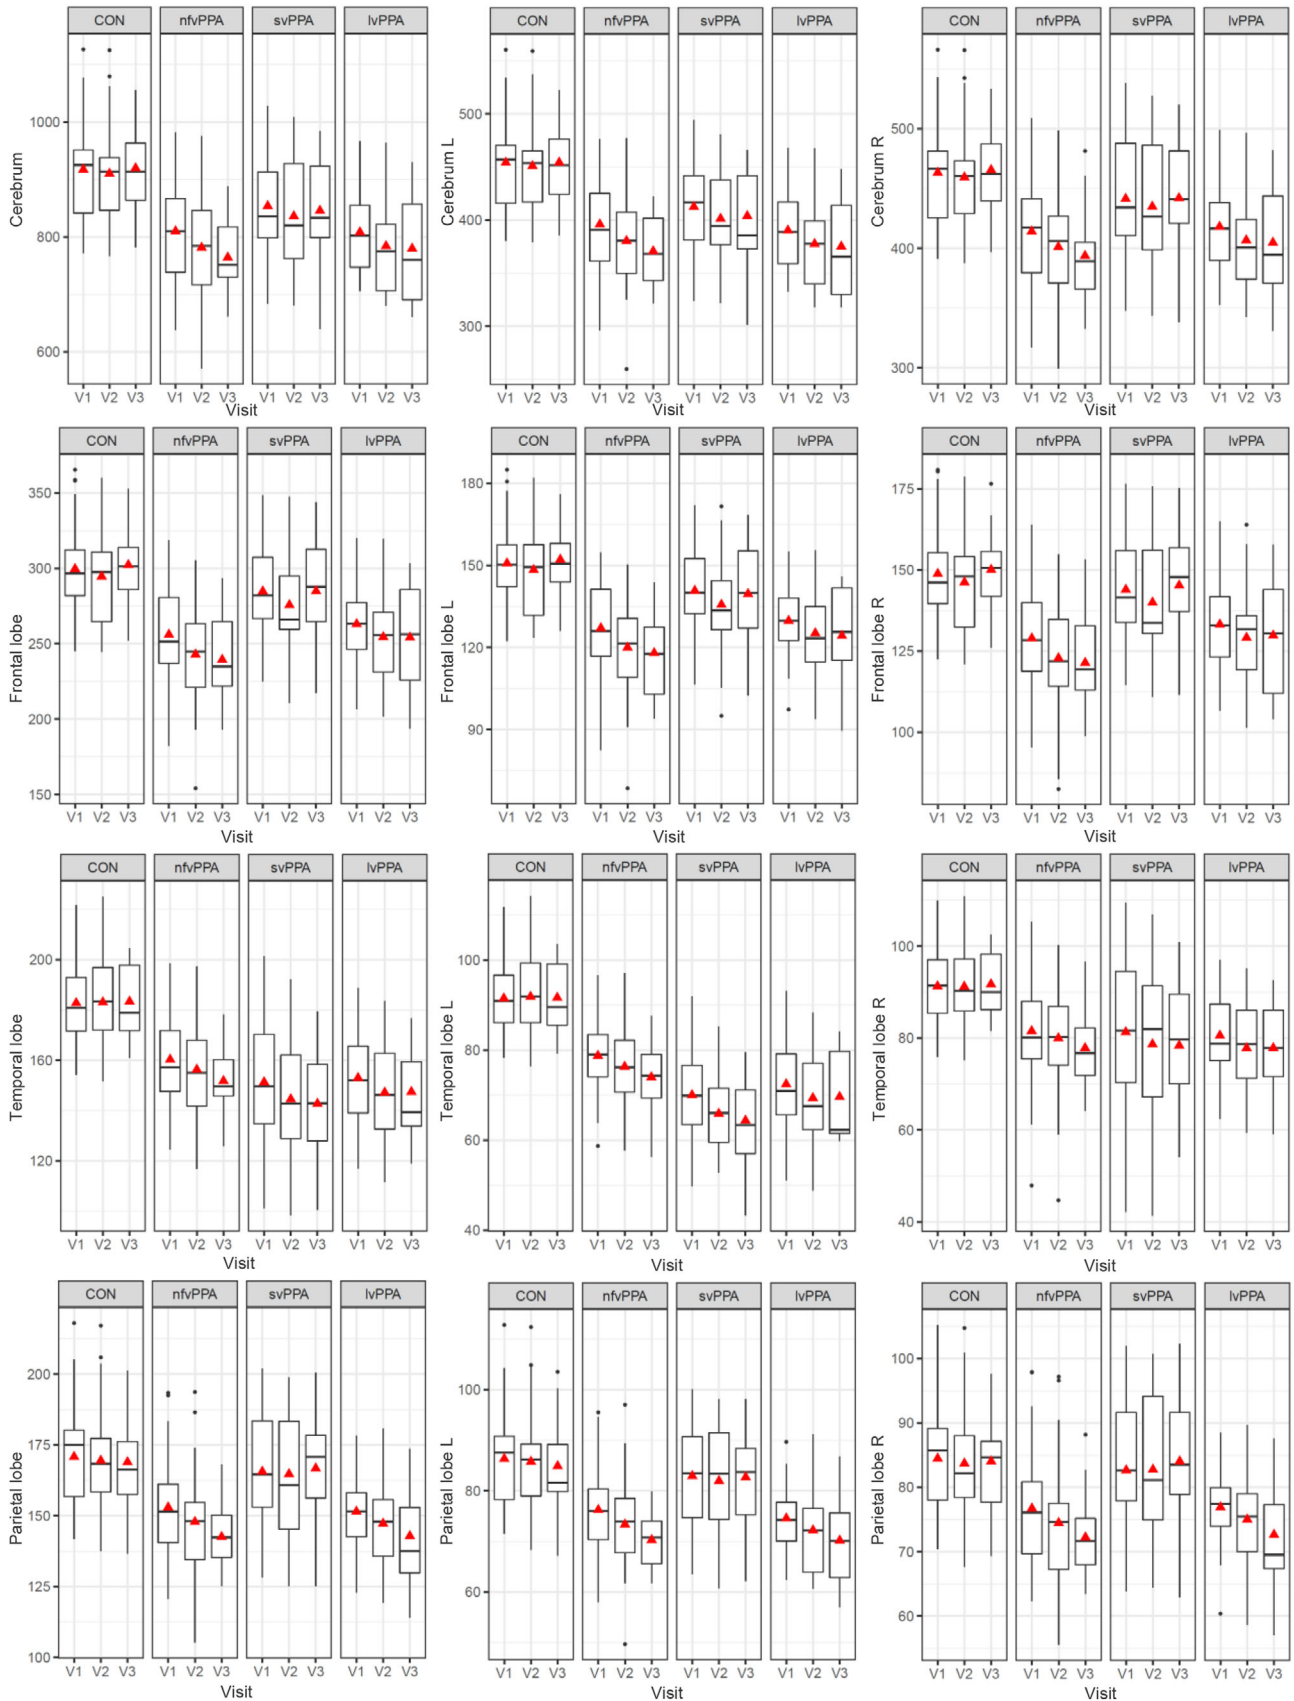 CON nfvPPA svPPA lvPPA
Cerebrum
1000
800
600
V1 V2 V3 V1 V2 V3 V1 V2 V3 V1 V2 V3
Visit
CON nfvPPA svPPA lvPPA
Cerebrum L
500
400
300
V1 V2 V3 V1 V2 V3 V1 V2 V3 V1 V2 V3
Visit
CON nfvPPA svPPA lvPPA
Cerebrum R
500
400
300
V1 V2 V3 V1 V2 V3 V1 V2 V3 V1 V2 V3
Visit
CON nfvPPA svPPA lvPPA
Frontal lobe
350
300
250
200
150
V1 V2 V3 V1 V2 V3 V1 V2 V3 V1 V2 V3
Visit
CON nfvPPA svPPA lvPPA
Frontal lobe L
180
150
120
90
V1 V2 V3 V1 V2 V3 V1 V2 V3 V1 V2 V3
Visit
CON nfvPPA svPPA lvPPA
Frontal lobe R
175
150
125
100
V1 V2 V3 V1 V2 V3 V1 V2 V3 V1 V2 V3
Visit
CON nfvPPA svPPA lvPPA
Temporal lobe
200
160
120
V1 V2 V3 V1 V2 V3 V1 V2 V3 V1 V2 V3
Visit
CON nfvPPA svPPA lvPPA
Temporal lobe L
100
80
60
40
V1 V2 V3 V1 V2 V3 V1 V2 V3 V1 V2 V3
Visit
CON nfvPPA svPPA lvPPA
Temporal lobe R
100
80
60
40
V1 V2 V3 V1 V2 V3 V1 V2 V3 V1 V2 V3
Visit
CON nfvPPA svPPA lvPPA
Parietal lobe
200
175
150
125
100
V1 V2 V3 V1 V2 V3 V1 V2 V3 V1 V2 V3
Visit
CON nfvPPA svPPA lvPPA
Parietal lobe L
100
80
60
V1 V2 V3 V1 V2 V3 V1 V2 V3 V1 V2 V3
Visit
CON nfvPPA svPPA lvPPA
Parietal lobe R
100
90
80
70
60
V1 V2 V3 V1 V2 V3 V1 V2 V3 V1 V2 V3
Visit